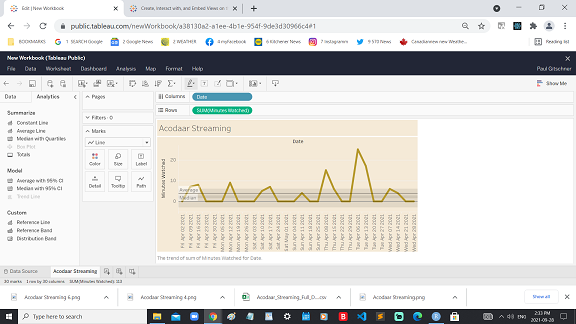 Edit | New Workbook
Create, Interact with, and Embed Views on
public.tableau.com/newWorkbook/a38130a2-a1ee-4b1e-954f-9de3d30966c4#1
BOOKMARKS
1 SEARCH Google
2 Google News
2 WEATHER
4 myfacebook
6 Kitchener News
7 Instagramm
9 570 News
Canadiannew Weathe...
Reading list
New Workbook (Tableau Public)
Paul Gitschner
File Data Worksheet Dashboard Analysis Map Format Help
Show Me
Data Analytics
Pages
Columns Date
Rows SUM(Minutes Watched)
Summarize
Constant Line
Average Line
Median with Quartiles
Box Plot
Totals
Model
Average with 95% CI
Median with 95% CI
Trend Line
Custom
Reference Line
Reference Band
Distribution Band
Filters · 0
Marks
Line
Color Size Label
Detail Tooltip Path
Acodaar Streaming
Date
Minutes Watched
20
10
0
Average
Median
The trend of sum of Minutes Watched for Date.
Data Source
Acodaar Streaming
30 marks 1 row by 30 columns SUM(Minutes Watched): 113
Acodaar Streaming 6.png
Acodaar Streaming 4.png
Acodaar_Streaming_Full_D....csv
Acodaar Streaming.png
Show all
Type here to search
ENG
2:33 PM
2021-09-26